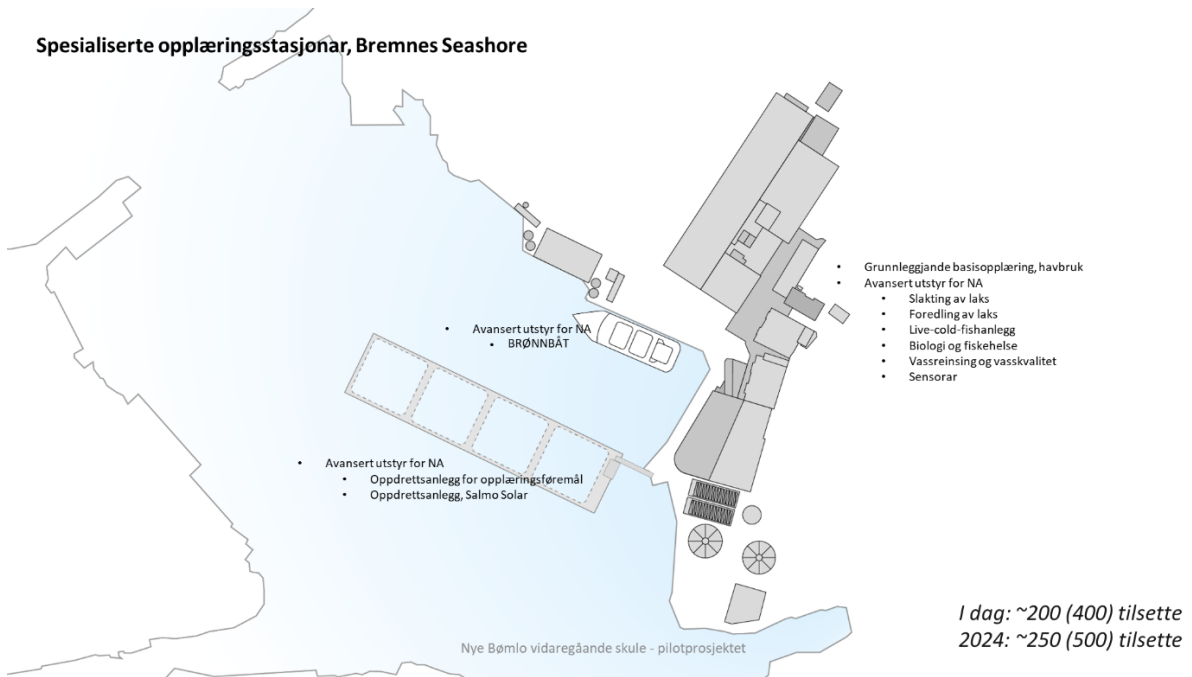 Spesialiserte opplæringsstasjonar, Bremnes Seashore
• Grunnleggjande basisopplæring, havbruk
• Avansert utstyr for NA
• Slakting av laks
• Foredling av laks
• Live-cold-fishanlegg
• Biologi og fiskehelse
• Vassreinsing og vasskvalitet
• Sensorar
• Avansert utstyr for NA
• BRØNNBÅT
• Avansert utstyr for NA
• Oppdrettsanlegg for opplæringsføremål
• Oppdrettsanlegg, Salmo Solar
I dag: ~200 (400) tilsette
2024: ~250 (500) tilsette
Nye Bømlo vidaregåande skule - pilotprosjektet